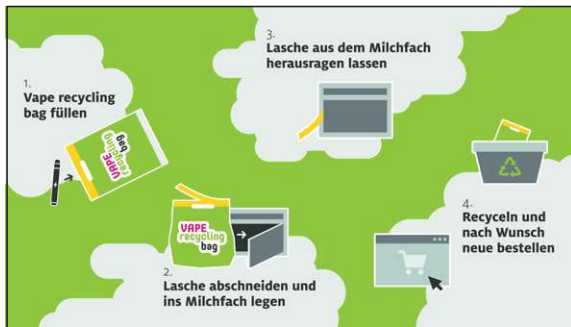 1.
Vape recycling
bag füllen
VAPE
recycling
bag
VAPE
recycling
bag
2.
Lasche abschneiden und
ins Milchfach legen
3.
Lasche aus dem Milchfach
herausragen lassen
4.
Recyceln und
nach Wunsch
neue bestellen